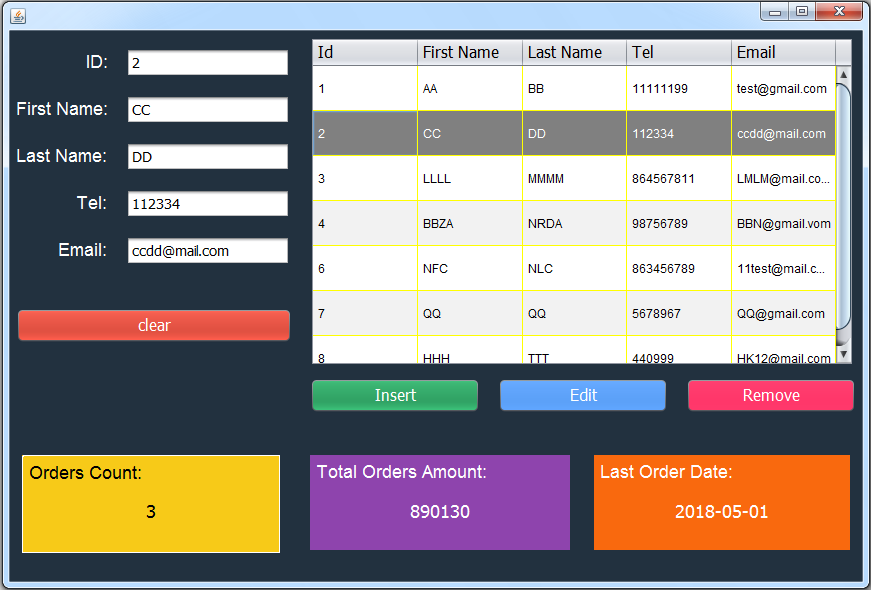 ID: 2
First Name: CC
Last Name: DD
Tel: 112334
Email: ccdd@mail.com
clear
Id First Name Last Name Tel Email
1 AA BB 11111199 test@gmail.com
2 CC DD 112334 ccdd@mail.com
3 LLLL MMMM 864567811 LMLM@mail.co...
4 BBZA NRDA 98756789 BBN@gmail.vom
6 NFC NLC 863456789 11test@mail.c...
7 QQ QQ 5678967 QQ@gmail.com
8 HHH TTT 440999 HK12@mail.com
Insert Edit Remove
Orders Count:
3
Total Orders Amount:
890130
Last Order Date:
2018-05-01